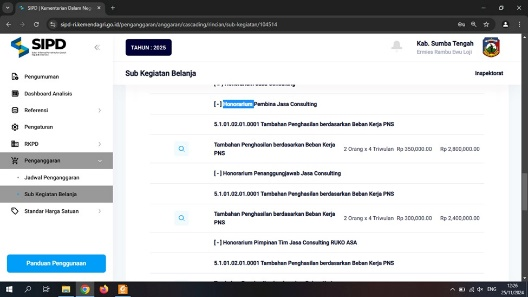 SIPD | Kementerian Dalam Neg
sipd-ri.kemendagri.go.id/penganggaran/anggaran/cascading/rincian/sub-kegiatan/104514
SIPD
TAHUN : 2025
Kab. Sumba Tengah
Ermiaa Rambu Dau Loji
Sub Kegiatan Belanja
Inspektorat
Pengumuman
Dashboard Analisis
Referensi
Pengaturan
RKPD
Penganggaran
Jadwal Penganggaran
Sub Kegiatan Belanja
Standar Harga Satuan
Panduan Penggunaan
[ - ] Honorarium Pembina Jasa Consulting
5.1.01.02.01.0001 Tambahan Penghasilan berdasarkan Beban Kerja PNS
Tambahan Penghasilan berdasarkan Beban Kerja PNS
2 Orang x 4 Triwulan
Rp 350,000.00
Rp 2,800,000.00
[ - ] Honorarium Penanggungjawab Jasa Consulting
5.1.01.02.01.0001 Tambahan Penghasilan berdasarkan Beban Kerja PNS
Tambahan Penghasilan berdasarkan Beban Kerja PNS
2 Orang x 4 Triwulan
Rp 300,000.00
Rp 2,400,000.00
[ - ] Honorarium Pimpinan Tim Jasa Consulting RUKO ASA
5.1.01.02.01.0001 Tambahan Penghasilan berdasarkan Beban Kerja PNS
ENG
12:26
25/11/2024